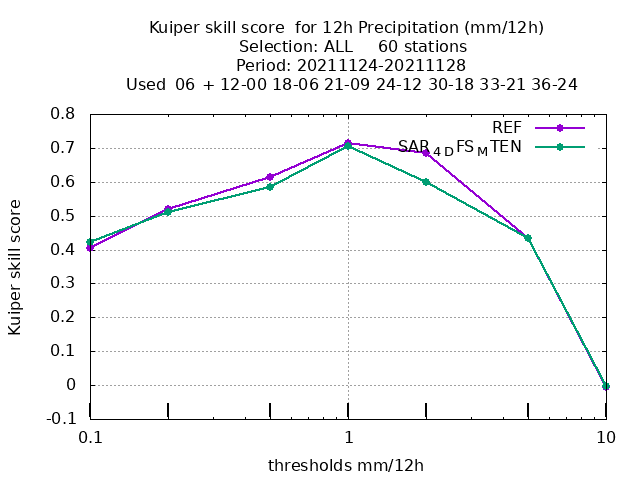 Kuiper skill score  for 12h Precipitation (mm/12h)
Selection: ALL     60 stations
Period: 20211124-20211128
Used  06 + 12-00 18-06 21-09 24-12 30-18 33-21 36-24
REF
SAR4DFSMTEN
0.8
0.7
0.6
0.5
0.4
0.3
0.2
0.1
0
-0.1
Kuiper skill score
0.1
1
10
thresholds mm/12h